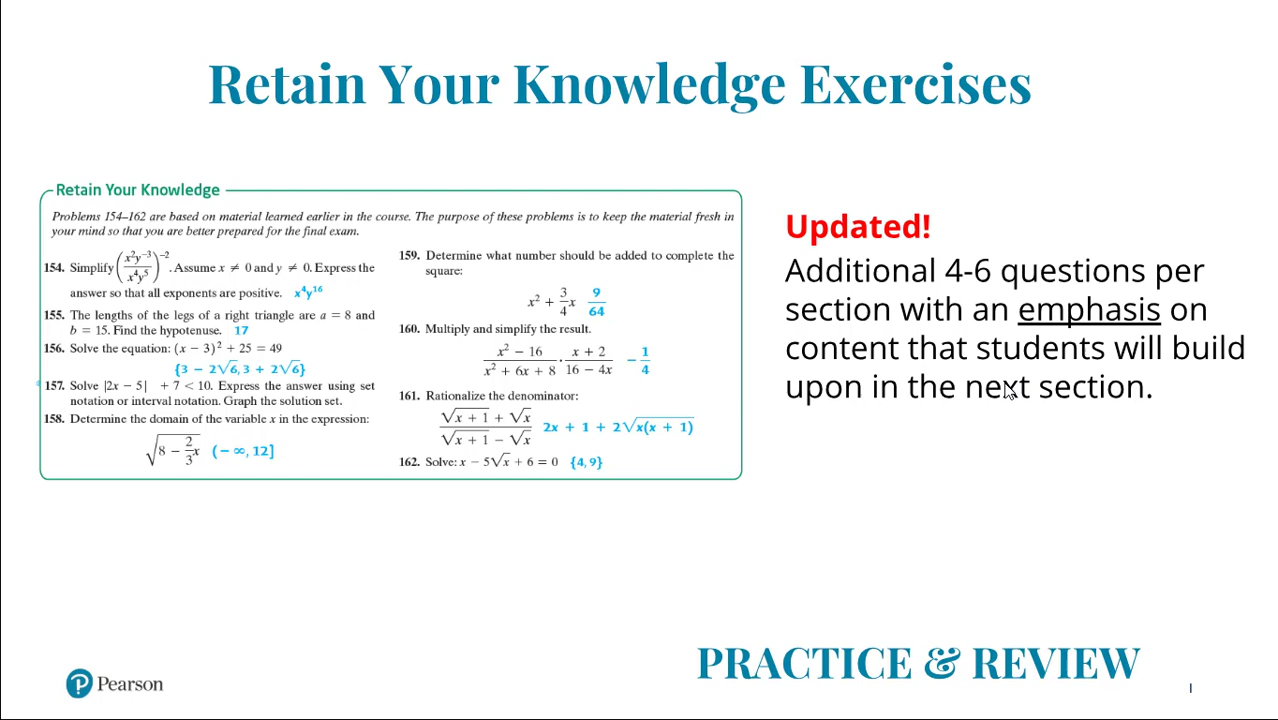 Retain Your Knowledge Exercises
Retain Your Knowledge
Problems 154–162 are based on material learned earlier in the course. The purpose of these problems is to keep the material fresh in
your mind so that you are better prepared for the final exam.
154. Simplify (x²y⁻³ / x⁴y⁵)⁻². Assume x ≠ 0 and y ≠ 0. Express the
answer so that all exponents are positive. x⁴y¹⁶
155. The lengths of the legs of a right triangle are a = 8 and
b = 15. Find the hypotenuse. 17
156. Solve the equation: (x − 3)² + 25 = 49
{3 − 2√6, 3 + 2√6}
*157. Solve |2x − 5| + 7 < 10. Express the answer using set
notation or interval notation. Graph the solution set.
158. Determine the domain of the variable x in the expression:
√(8 − 2/3 x) (−∞, 12]
159. Determine what number should be added to complete the
square:
x² + 3/4 x 9/64
160. Multiply and simplify the result.
x² − 16 / x² + 6x + 8 · x + 2 / 16 − 4x − 1/4
161. Rationalize the denominator:
√x + 1 + √x / √x + 1 − √x 2x + 1 + 2√x(x + 1)
162. Solve: x − 5√x + 6 = 0 {4, 9}
Updated!
Additional 4-6 questions per
section with an emphasis on
content that students will build
upon in the next section.
PRACTICE & REVIEW
P Pearson
I